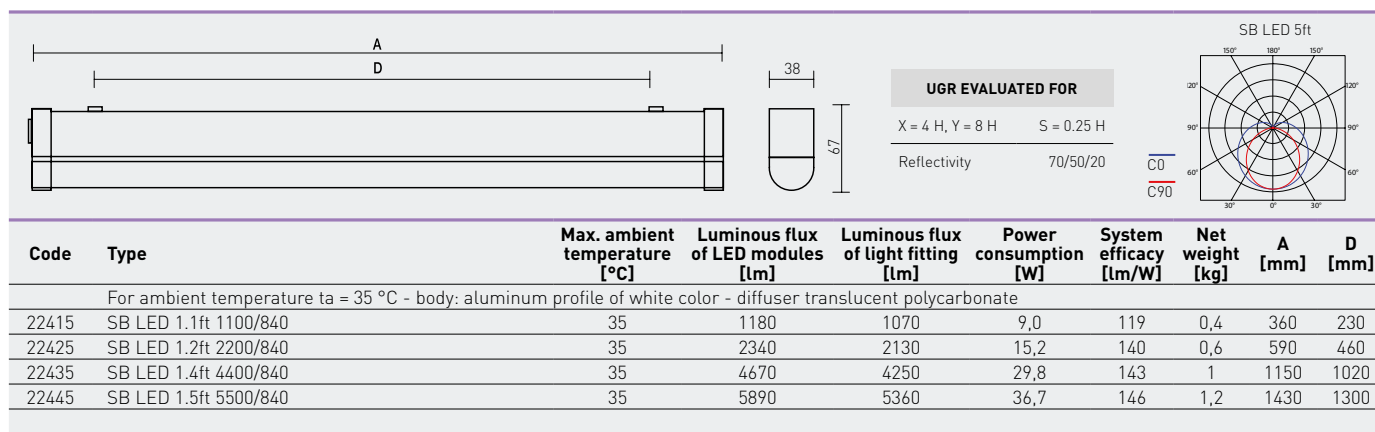 A
D
38
67
UGR EVALUATED FOR
X = 4 H, Y = 8 H S = 0.25 H
Reflectivity 70/50/20
SB LED 5ft
150° 180° 150°
120° 120°
90° 90°
60° 60°
30° 0° 30°
C0
C90
Code Type Max. ambient temperature [°C] Luminous flux of LED modules [lm] Luminous flux of light fitting [lm] Power consumption [W] System efficacy [lm/W] Net weight [kg] A [mm] D [mm]
For ambient temperature ta = 35 °C - body: aluminum profile of white color - diffuser translucent polycarbonate
22415 SB LED 1.1ft 1100/840 35 1180 1070 9,0 119 0,4 360 230
22425 SB LED 1.2ft 2200/840 35 2340 2130 15,2 140 0,6 590 460
22435 SB LED 1.4ft 4400/840 35 4670 4250 29,8 143 1 1150 1020
22445 SB LED 1.5ft 5500/840 35 5890 5360 36,7 146 1,2 1430 1300